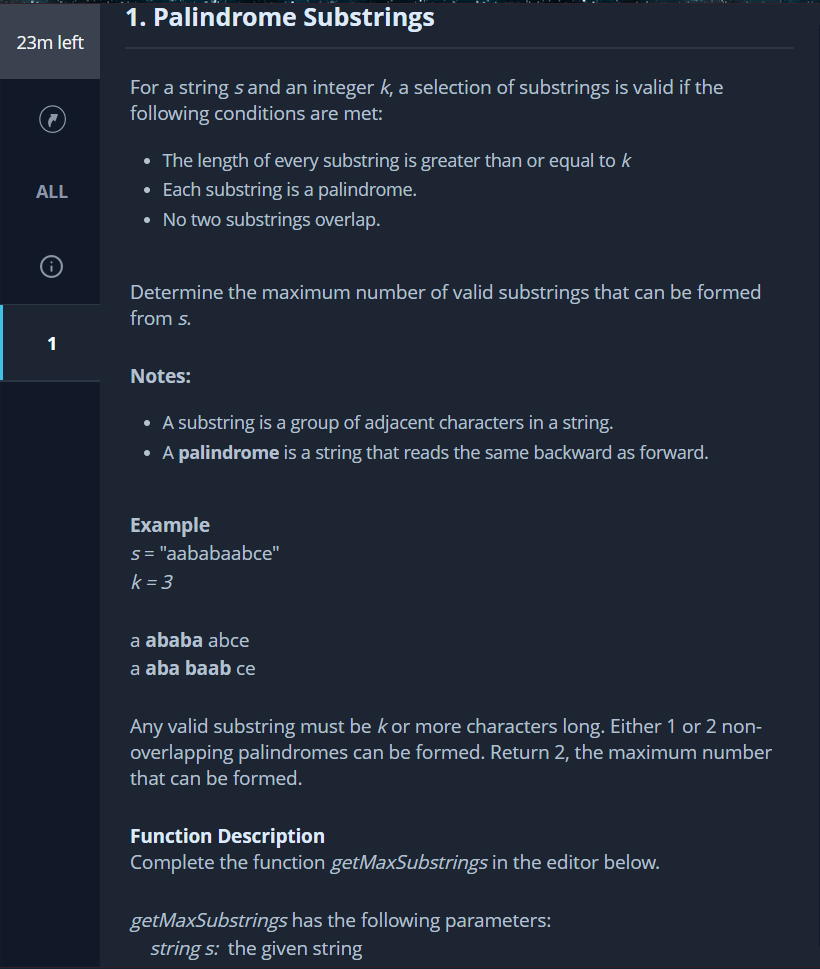 1. Palindrome Substrings
23m left
For a string s and an integer k, a selection of substrings is valid if the
following conditions are met:
• The length of every substring is greater than or equal to k
• Each substring is a palindrome.
• No two substrings overlap.
ALL
Determine the maximum number of valid substrings that can be formed
from s.
1
Notes:
• A substring is a group of adjacent characters in a string.
• A palindrome is a string that reads the same backward as forward.
Example
s = "aababaabce"
k = 3
a ababa abce
a aba baab ce
Any valid substring must be k or more characters long. Either 1 or 2 non-
overlapping palindromes can be formed. Return 2, the maximum number
that can be formed.
Function Description
Complete the function getMaxSubstrings in the editor below.
getMaxSubstrings has the following parameters:
string s: the given string